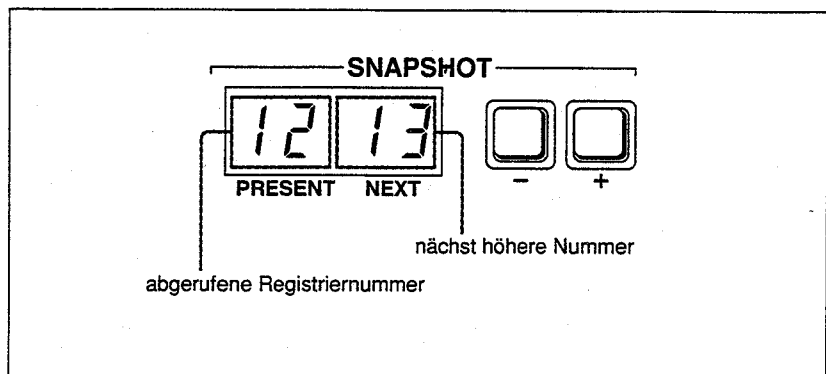 SNAPSHOT
12 13
PRESENT NEXT
- +
nächst höhere Nummer
abgerufene Registriernummer